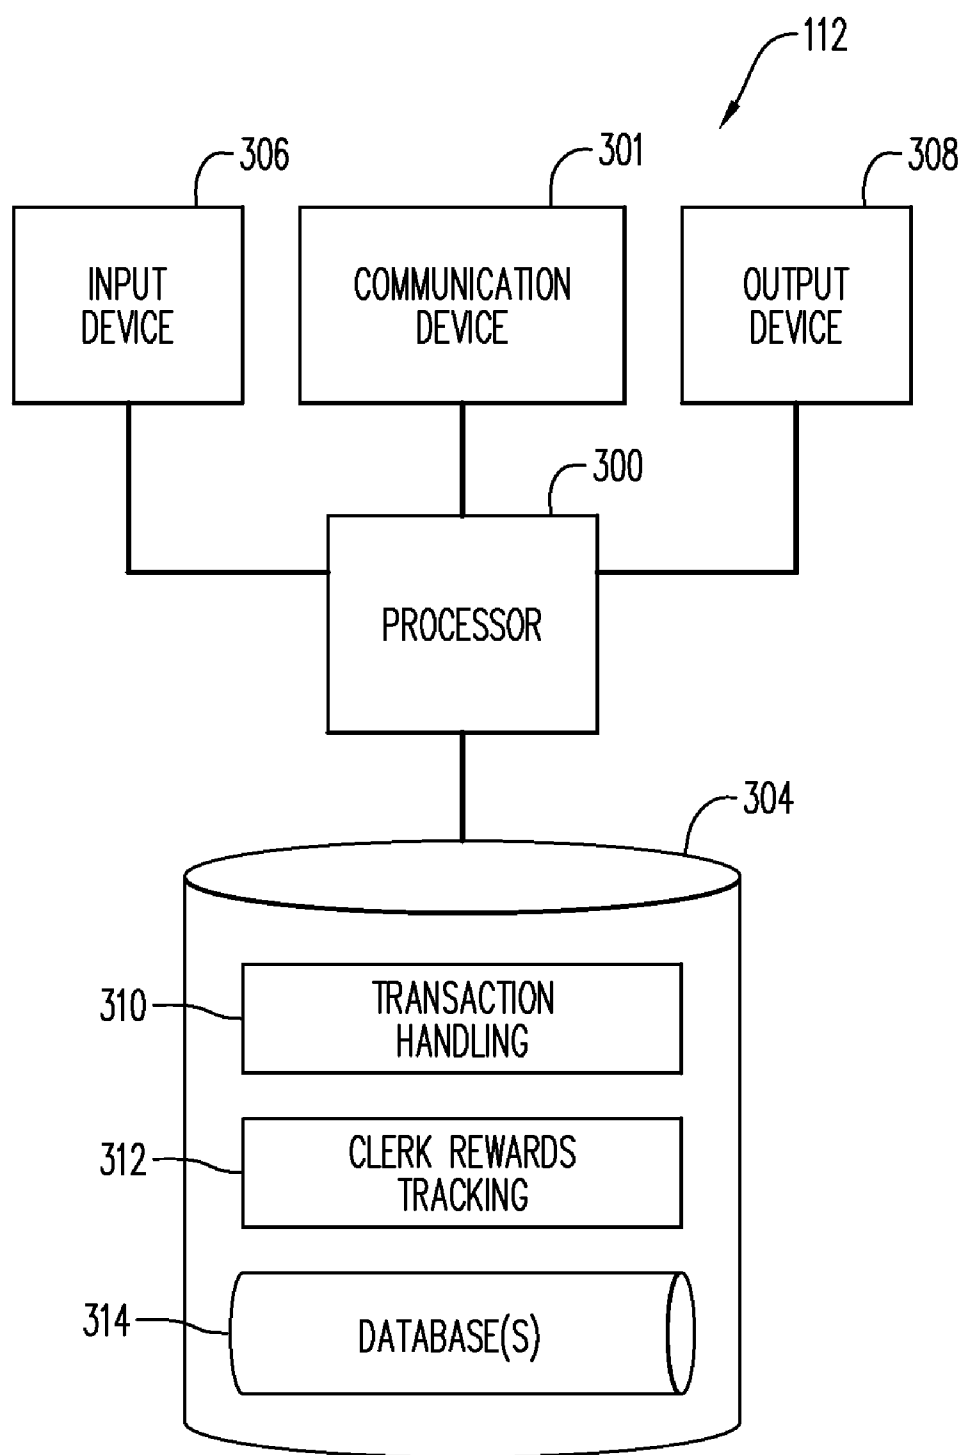 112
306
301
308
INPUT
DEVICE
COMMUNICATION
DEVICE
OUTPUT
DEVICE
300
PROCESSOR
304
310
TRANSACTION
HANDLING
312
CLERK REWARDS
TRACKING
314
DATABASE(S)